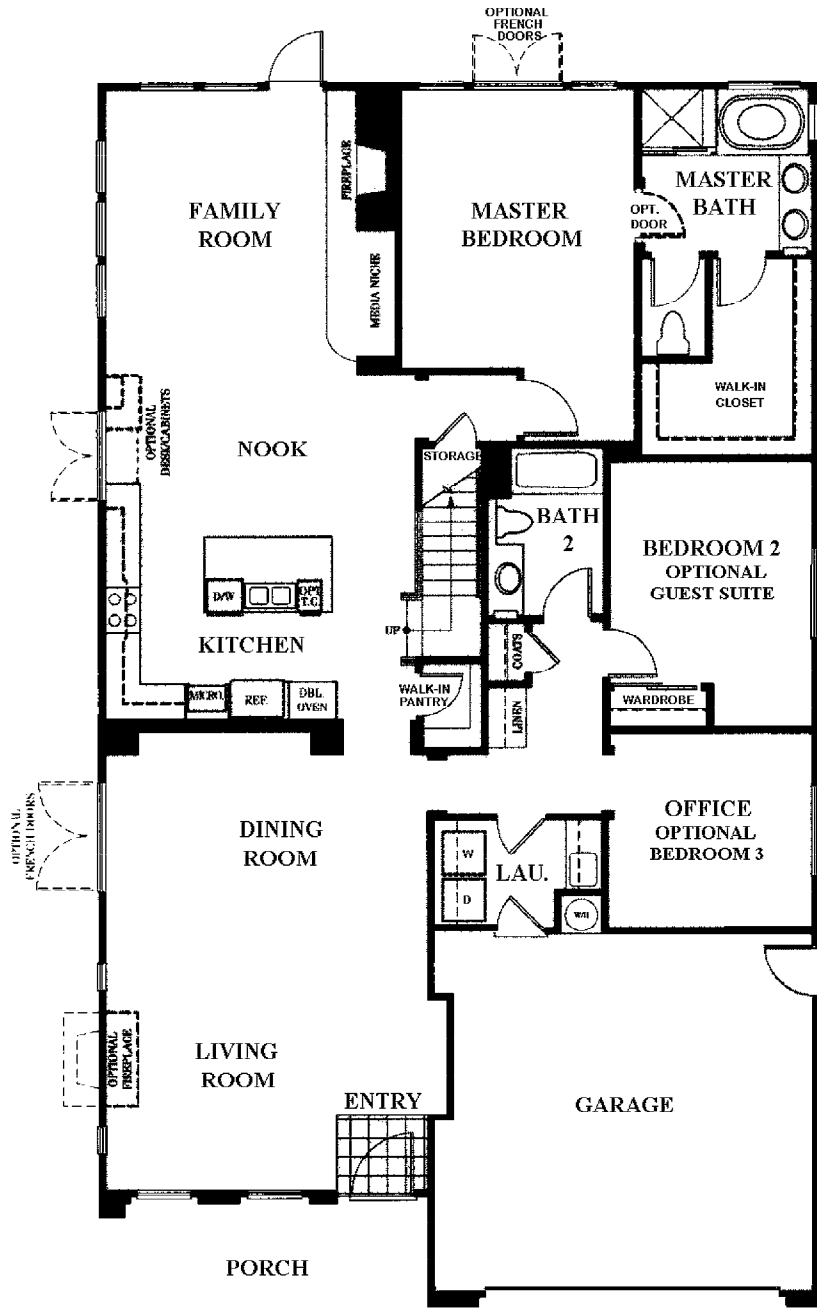 OPTIONAL
FRENCH
DOORS
FAMILY
ROOM
FIREPLACE
MEDIA NICHE
MASTER
BEDROOM
OPT.
DOOR
MASTER
BATH
WALK-IN
CLOSET
OPTIONAL
DESK/CABINETS
NOOK
STORAGE
BATH
2
BEDROOM 2
OPTIONAL
GUEST SUITE
D/W
OPT
T.C.
KITCHEN
UP
COATS
MICRO.
REF.
DBL.
OVEN
WALK-IN
PANTRY
LINEN
WARDROBE
OPTIONAL
FRENCH DOORS
DINING
ROOM
W
D
LAU.
W/H
OFFICE
OPTIONAL
BEDROOM 3
OPTIONAL
FIREPLACE
LIVING
ROOM
ENTRY
GARAGE
PORCH